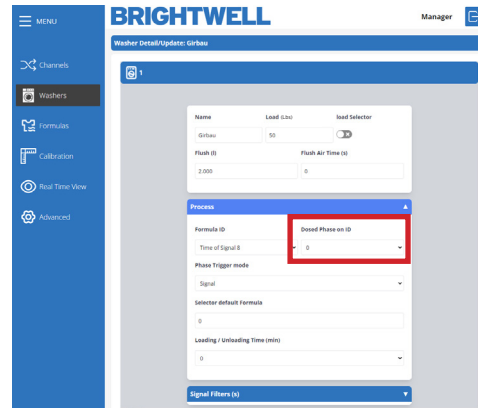 MENU
BRIGHTWELL
Manager
Washer Detail/Update: Girbau
Channels
1
Washers
Name Load (Lbs) load Selector
Girbau 50
Formulas
Flush (l) Flush Air Time (s)
Calibration
2.000 0
Real Time View
Process
Advanced
Formula ID Dosed Phase on ID
Time of Signal 8 0
Phase Trigger mode
Signal
Selector default Formula
0
Loading / Unloading Time (min)
0
Signal Filters (s)